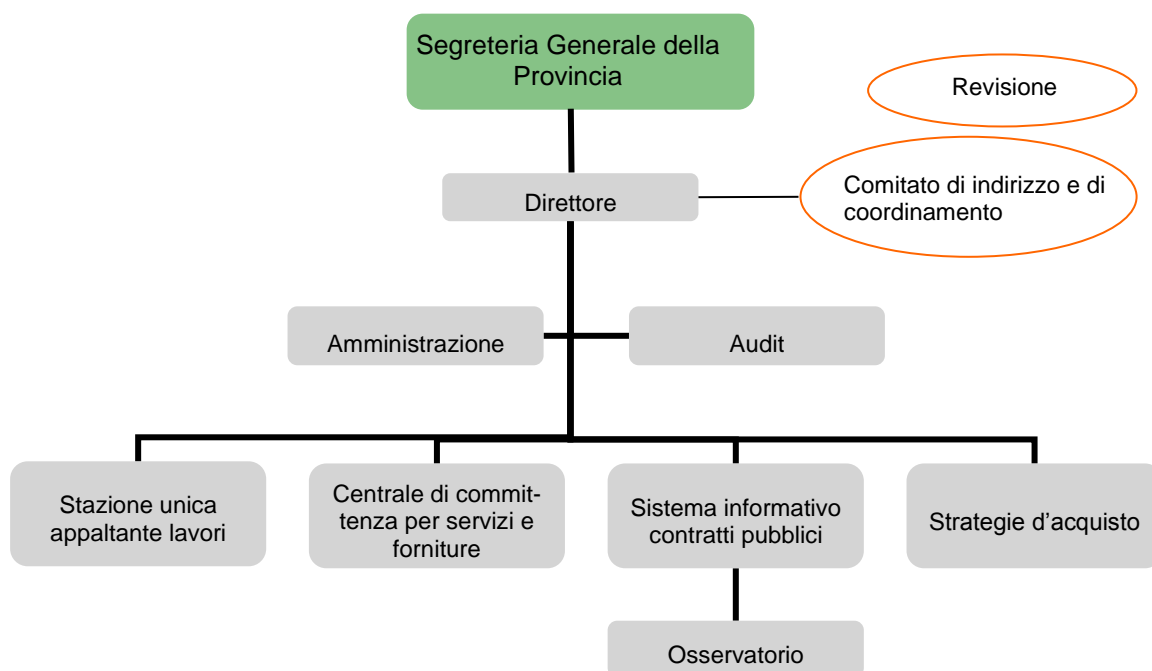 Segreteria Generale della
Provincia
Revisione
Comitato di indirizzo e di
coordinamento
Direttore
Amministrazione
Audit
Stazione unica
appaltante lavori
Centrale di commit-
tenza per servizi e
forniture
Sistema informativo
contratti pubblici
Strategie d’acquisto
Osservatorio